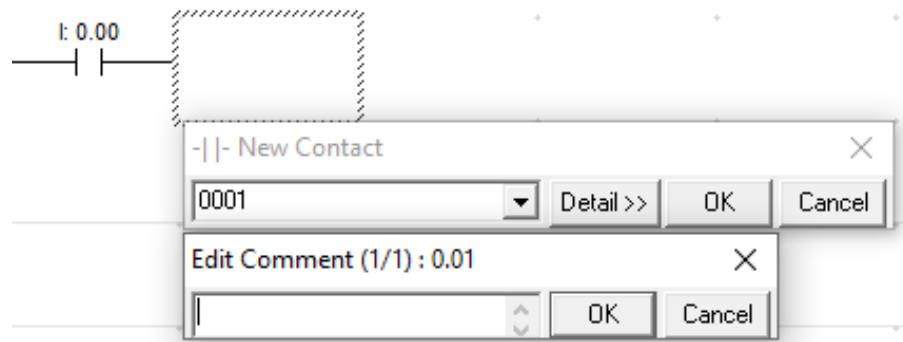 I: 0.00
-| |- New Contact
0001 Detail >> OK Cancel
Edit Comment (1/1) : 0.01
OK Cancel